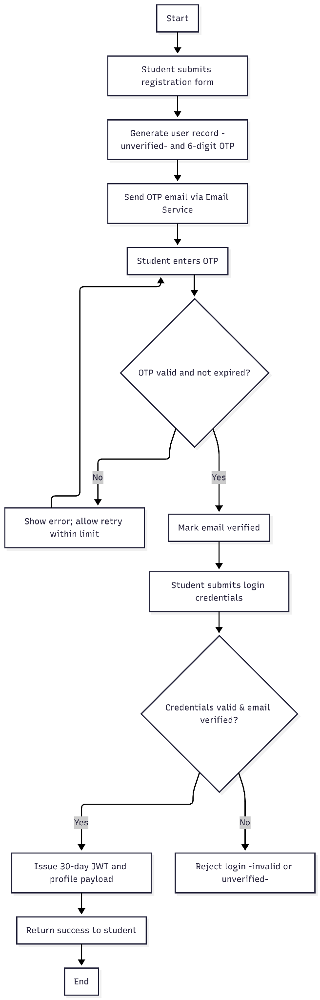 Start
Student submits
registration form
Generate user record -
unverified- and 6-digit OTP
Send OTP email via Email
Service
Student enters OTP
OTP valid and not expired?
No
Yes
Show error; allow retry
within limit
Mark email verified
Student submits login
credentials
Credentials valid & email
verified?
Yes
No
Issue 30-day JWT and
profile payload
Reject login -invalid or
unverified-
Return success to student
End